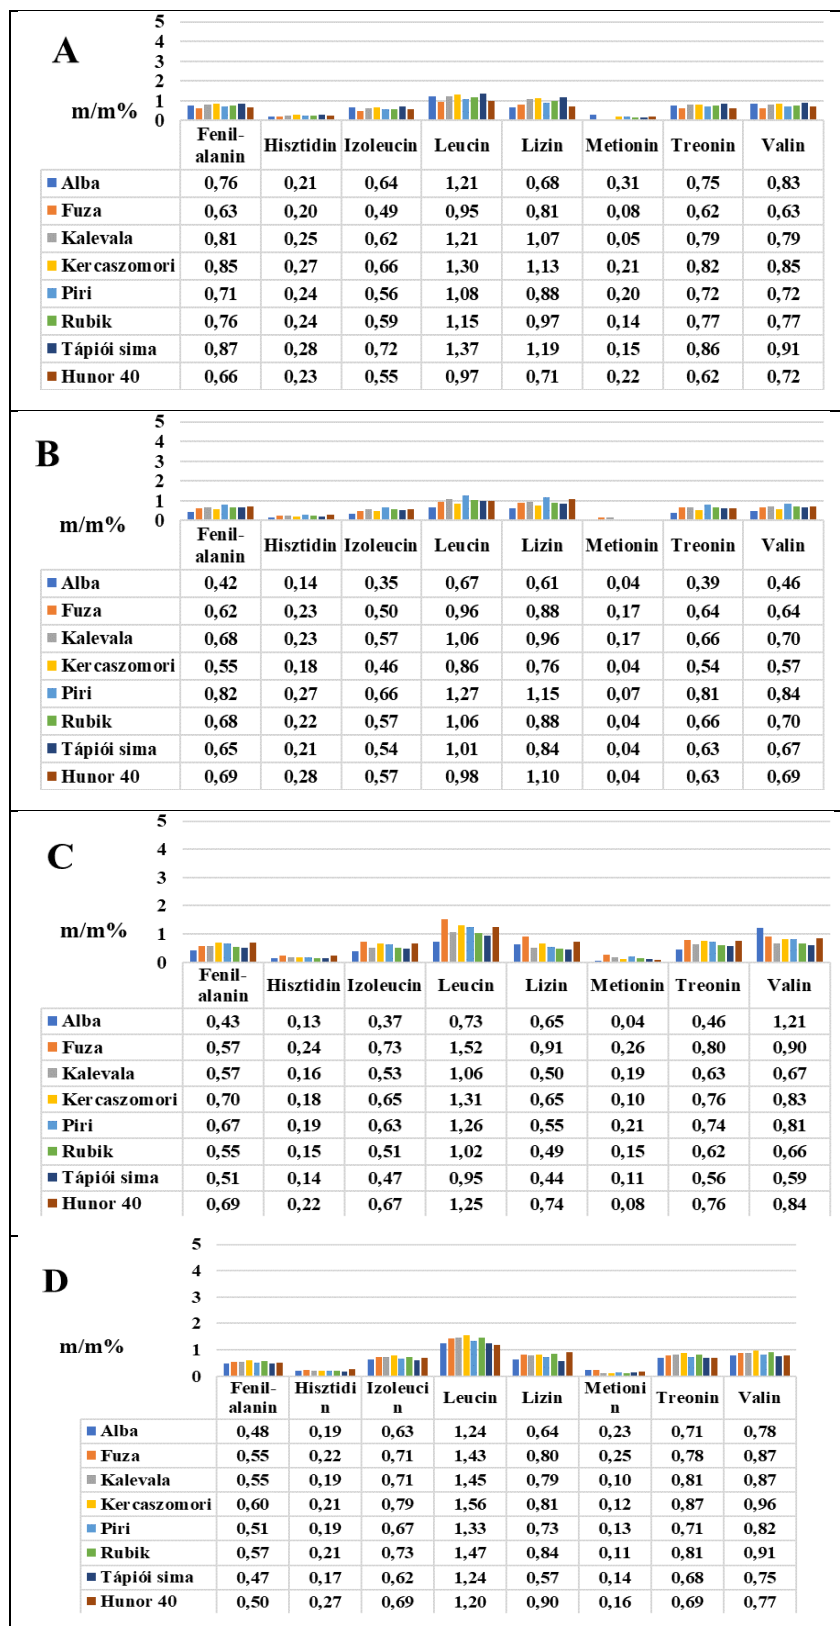 A
m/m%
5
4
3
2
1
0
Fenil-alanin Hisztidin Izoleucin Leucin Lizin Metionin Treonin Valin
Alba 0,76 0,21 0,64 1,21 0,68 0,31 0,75 0,83
Fuza 0,63 0,20 0,49 0,95 0,81 0,08 0,62 0,63
Kalevala 0,81 0,25 0,62 1,21 1,07 0,05 0,79 0,79
Kercaszomori 0,85 0,27 0,66 1,30 1,13 0,21 0,82 0,85
Piri 0,71 0,24 0,56 1,08 0,88 0,20 0,72 0,72
Rubik 0,76 0,24 0,59 1,15 0,97 0,14 0,77 0,77
Tápiói sima 0,87 0,28 0,72 1,37 1,19 0,15 0,86 0,91
Hunor 40 0,66 0,23 0,55 0,97 0,71 0,22 0,62 0,72
B
m/m%
5
4
3
2
1
0
Fenil-alanin Hisztidin Izoleucin Leucin Lizin Metionin Treonin Valin
Alba 0,42 0,14 0,35 0,67 0,61 0,04 0,39 0,46
Fuza 0,62 0,23 0,50 0,96 0,88 0,17 0,64 0,64
Kalevala 0,68 0,23 0,57 1,06 0,96 0,17 0,66 0,70
Kercaszomori 0,55 0,18 0,46 0,86 0,76 0,04 0,54 0,57
Piri 0,82 0,27 0,66 1,27 1,15 0,07 0,81 0,84
Rubik 0,68 0,22 0,57 1,06 0,88 0,04 0,66 0,70
Tápiói sima 0,65 0,21 0,54 1,01 0,84 0,04 0,63 0,67
Hunor 40 0,69 0,28 0,57 0,98 1,10 0,04 0,63 0,69
C
m/m%
5
4
3
2
1
0
Fenil-alanin Hisztidin Izoleucin Leucin Lizin Metionin Treonin Valin
Alba 0,43 0,13 0,37 0,73 0,65 0,04 0,46 1,21
Fuza 0,57 0,24 0,73 1,52 0,91 0,26 0,80 0,90
Kalevala 0,57 0,16 0,53 1,06 0,50 0,19 0,63 0,67
Kercaszomori 0,70 0,18 0,65 1,31 0,65 0,10 0,76 0,83
Piri 0,67 0,19 0,63 1,26 0,55 0,21 0,74 0,81
Rubik 0,55 0,15 0,51 1,02 0,49 0,15 0,62 0,66
Tápiói sima 0,51 0,14 0,47 0,95 0,44 0,11 0,56 0,59
Hunor 40 0,69 0,22 0,67 1,25 0,74 0,08 0,76 0,84
D
m/m%
5
4
3
2
1
0
Fenil-alanin Hisztidin Izoleucin Leucin Lizin Metionin Treonin Valin
Alba 0,48 0,19 0,63 1,24 0,64 0,23 0,71 0,78
Fuza 0,55 0,22 0,71 1,43 0,80 0,25 0,78 0,87
Kalevala 0,55 0,19 0,71 1,45 0,79 0,10 0,81 0,87
Kercaszomori 0,60 0,21 0,79 1,56 0,81 0,12 0,87 0,96
Piri 0,51 0,19 0,67 1,33 0,73 0,13 0,71 0,82
Rubik 0,57 0,21 0,73 1,47 0,84 0,11 0,81 0,91
Tápiói sima 0,47 0,17 0,62 1,24 0,57 0,14 0,68 0,75
Hunor 40 0,50 0,27 0,69 1,20 0,90 0,16 0,69 0,77